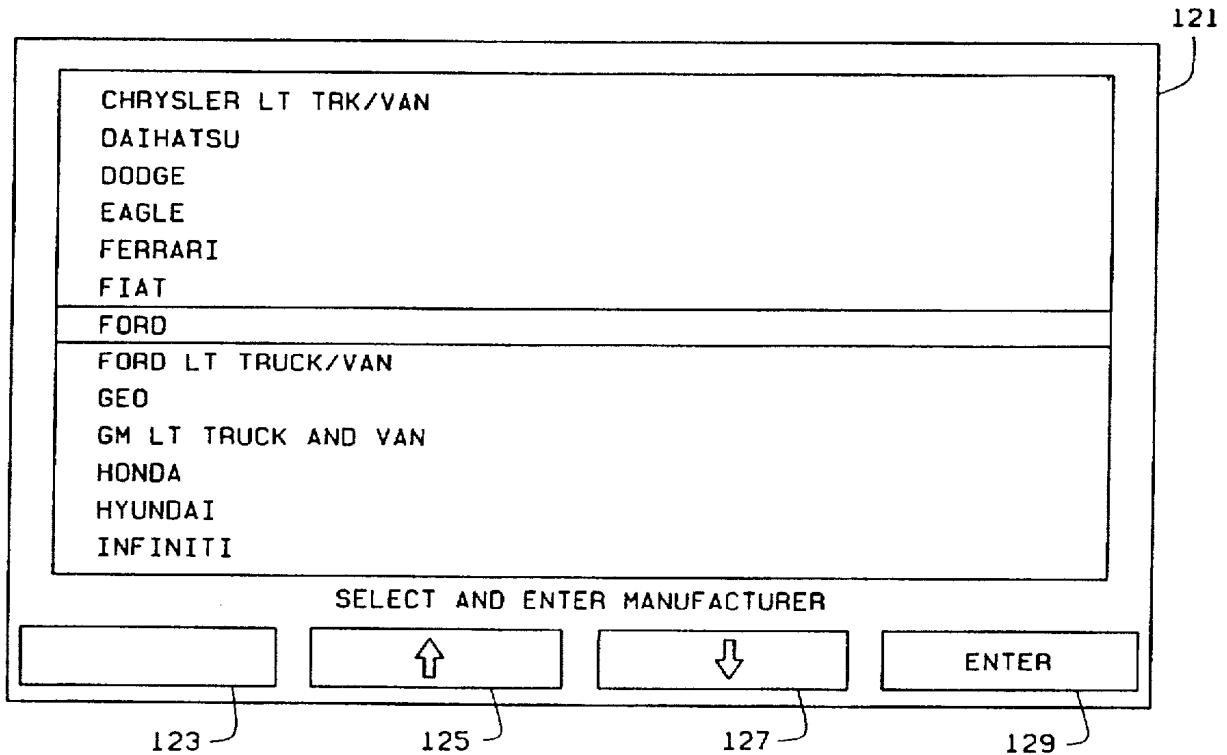 121
CHRYSLER LT TRK/VAN
DAIHATSU
DODGE
EAGLE
FERRARI
FIAT
FORD
FORD LT TRUCK/VAN
GEO
GM LT TRUCK AND VAN
HONDA
HYUNDAI
INFINITI
SELECT AND ENTER MANUFACTURER
ENTER
123 125 127 129